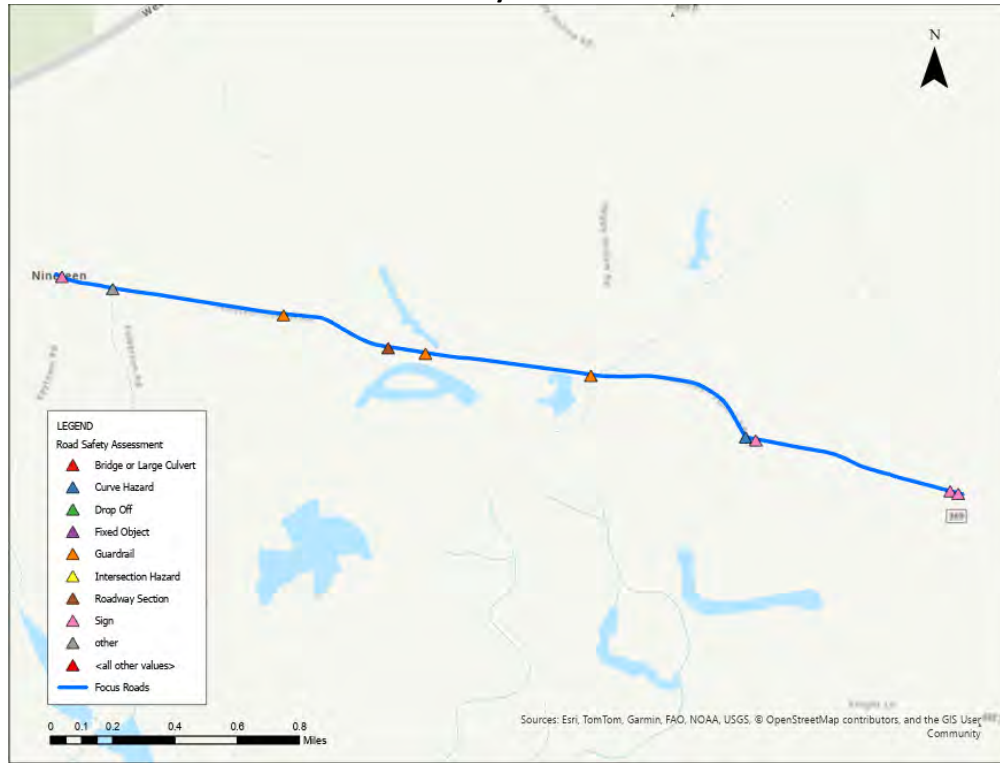 N
Nineteen
LEGEND
Road Safety Assessment
Bridge or Large Culvert
Curve Hazard
Drop Off
Fixed Object
Guardrail
Intersection Hazard
Roadway Section
Sign
other
<all other values>
Focus Roads
369
Knight Ln
0 0.1 0.2 0.4 0.6 0.8
Miles
Sources: Esri, TomTom, Garmin, FAO, NOAA, USGS, © OpenStreetMap contributors, and the GIS User
Community